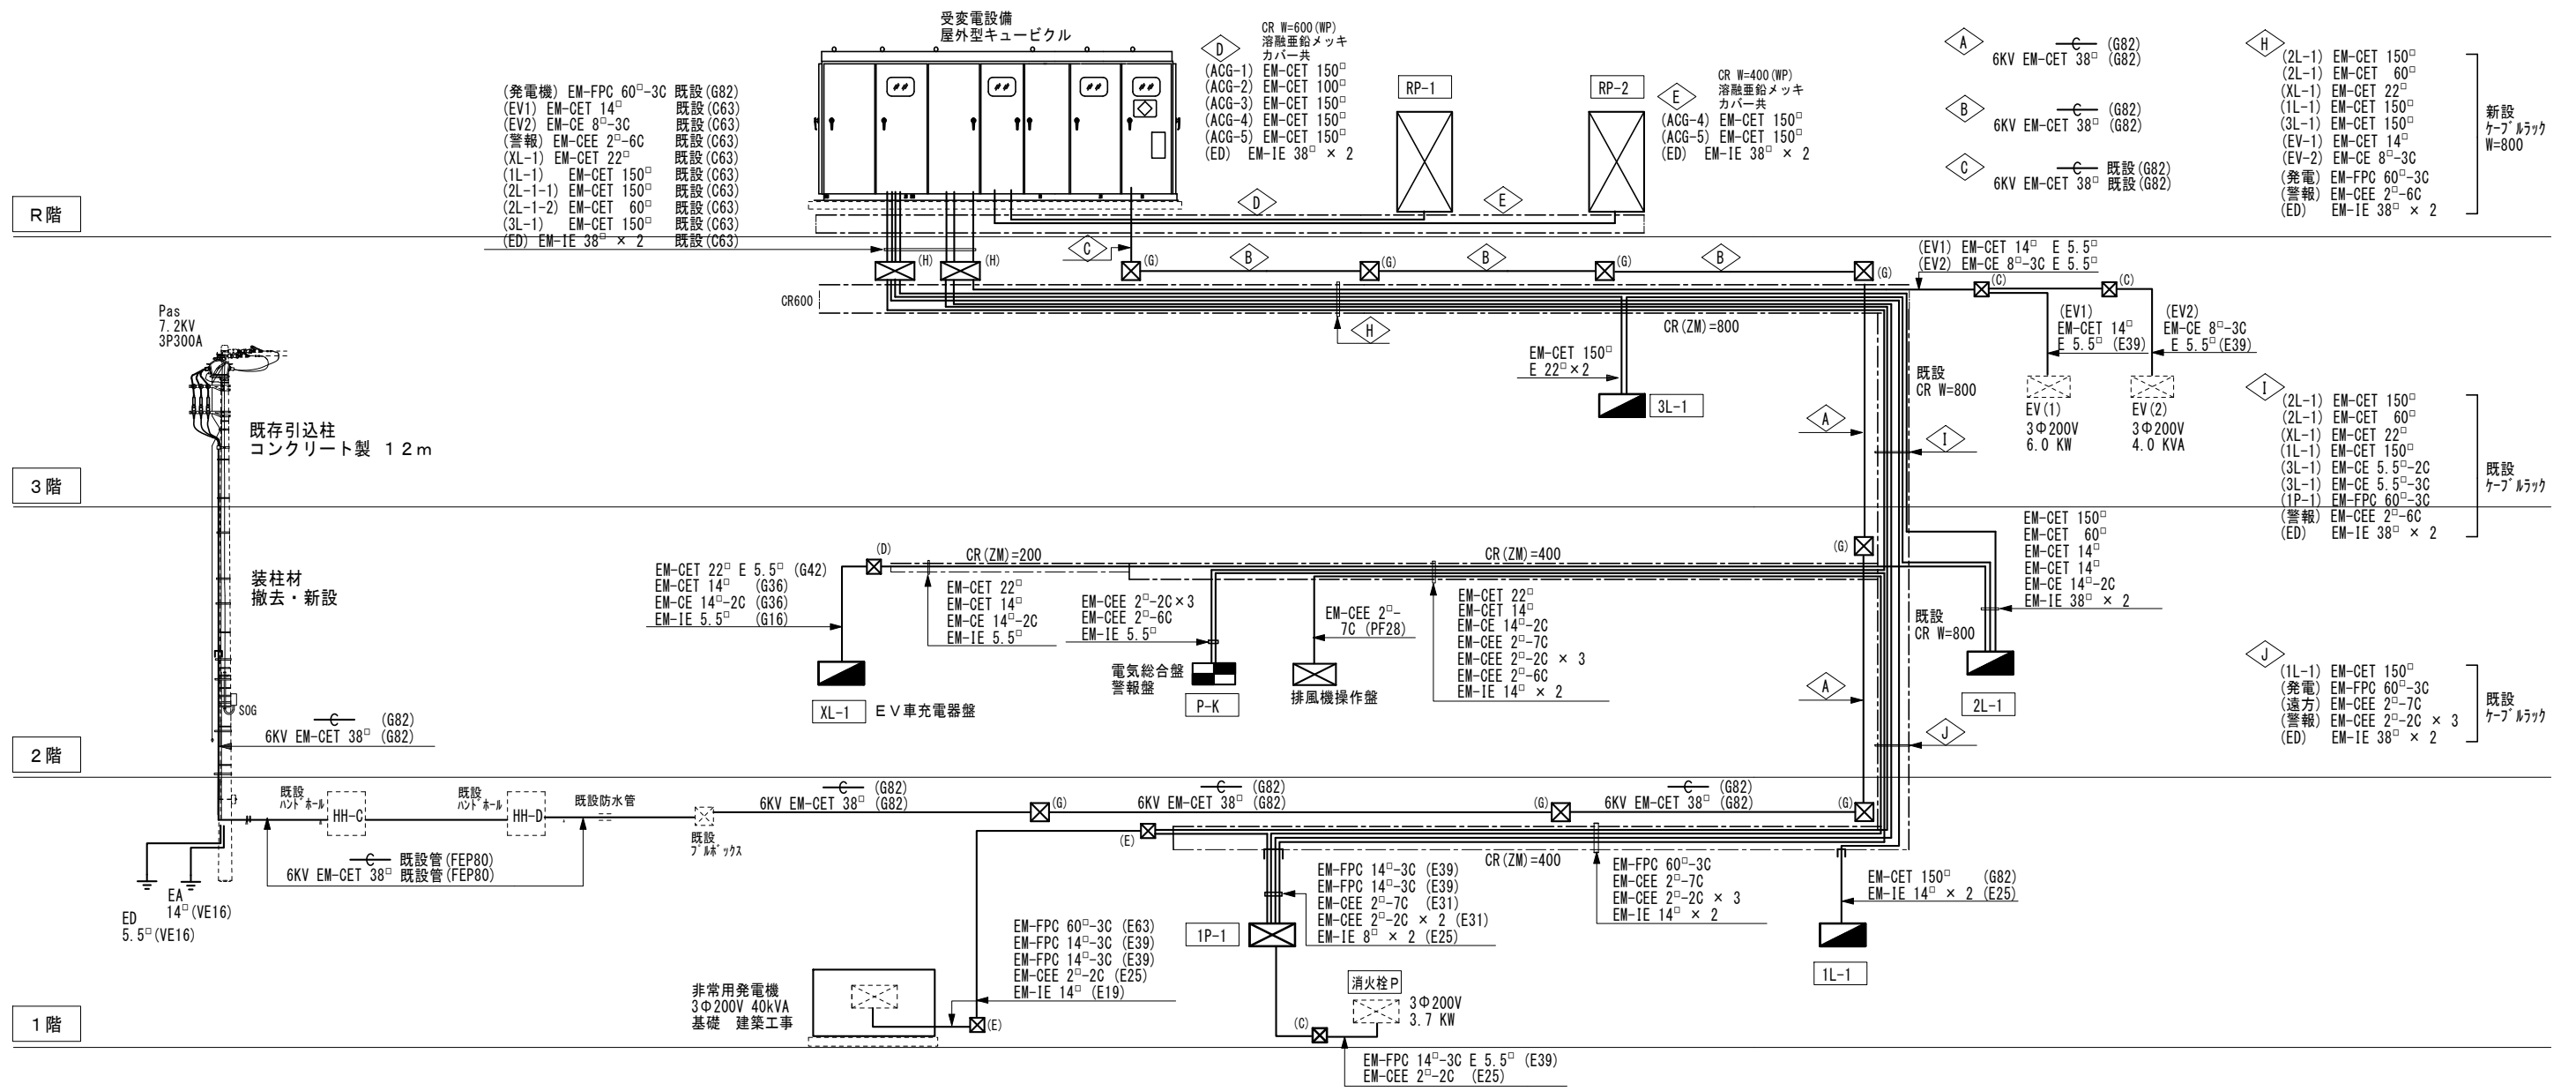 受変電設備
屋外型キュービクル
(発電機) EM-FPC 60□-3C 既設(G82)
(EV1) EM-CET 14□ 既設(C63)
(EV2) EM-CE 8□-3C 既設(C63)
(警報) EM-CEE 2□-6C 既設(C63)
(XL-1) EM-CET 22□ 既設(C63)
(1L-1) EM-CET 150□ 既設(C63)
(2L-1-1) EM-CET 150□ 既設(C63)
(2L-1-2) EM-CET 60□ 既設(C63)
(3L-1) EM-CET 150□ 既設(C63)
(ED) EM-IE 38□ × 2 既設(C63)
D
CR W=600(WP)
溶融亜鉛メッキ
カバー共
(ACG-1) EM-CET 150□
(ACG-2) EM-CET 100□
(ACG-3) EM-CET 150□
(ACG-4) EM-CET 150□
(ACG-5) EM-CET 150□
(ED) EM-IE 38□ × 2
RP-1
RP-2
E
CR W=400(WP)
溶融亜鉛メッキ
カバー共
(ACG-4) EM-CET 150□
(ACG-5) EM-CET 150□
(ED) EM-IE 38□ × 2
A
C (G82)
6KV EM-CET 38□ (G82)
B
C (G82)
6KV EM-CET 38□ (G82)
C
C 既設(G82)
6KV EM-CET 38□ 既設(G82)
H
(2L-1) EM-CET 150□
(2L-1) EM-CET 60□
(XL-1) EM-CET 22□
(1L-1) EM-CET 150□
(3L-1) EM-CET 150□
(EV-1) EM-CET 14□
(EV-2) EM-CE 8□-3C
(発電) EM-FPC 60□-3C
(警報) EM-CEE 2□-6C
(ED) EM-IE 38□ × 2
新設
ケーブルラック
W=800
R階
D
E
C
(H)
(H)
(G)
B
(G)
B
(G)
B
(G)
(EV1) EM-CET 14□ E 5.5□
(EV2) EM-CE 8□-3C E 5.5□
(C)
(C)
CR600
H
CR(ZM)=800
Pas
7.2KV
3P300A
既存引込柱
コンクリート製 12m
EM-CET 150□
E 22□×2
3L-1
既設
CR W=800
(EV1)
EM-CET 14□
E 5.5□ (E39)
(EV2)
EM-CE 8□-3C
E 5.5□(E39)
EV(1)
3Φ200V
6.0 KW
EV(2)
3Φ200V
4.0 KVA
A
I
I
(2L-1) EM-CET 150□
(2L-1) EM-CET 60□
(XL-1) EM-CET 22□
(1L-1) EM-CET 150□
(3L-1) EM-CE 5.5□-2C
(3L-1) EM-CE 5.5□-3C
(1P-1) EM-FPC 60□-3C
(警報) EM-CEE 2□-6C
(ED) EM-IE 38□ × 2
既設
ケーブルラック
3階
装柱材
撤去・新設
SOG
C (G82)
6KV EM-CET 38□ (G82)
EM-CET 22□ E 5.5□ (G42)
EM-CET 14□ (G36)
EM-CE 14□-2C (G36)
EM-IE 5.5□ (G16)
(D)
CR(ZM)=200
EM-CET 22□
EM-CET 14□
EM-CE 14□-2C
EM-IE 5.5□
XL-1
EV車充電器盤
EM-CEE 2□-2C×3
EM-CEE 2□-6C
EM-IE 5.5□
電気総合盤
警報盤
P-K
EM-CEE 2□-
7C (PF28)
排風機操作盤
CR(ZM)=400
EM-CET 22□
EM-CET 14□
EM-CE 14□-2C
EM-CEE 2□-7C
EM-CEE 2□-2C × 3
EM-CEE 2□-6C
EM-IE 14□ × 2
(G)
A
既設
CR W=800
EM-CET 150□
EM-CET 60□
EM-CET 14□
EM-CET 14□
EM-CE 14□-2C
EM-IE 38□ × 2
2L-1
J
J
(1L-1) EM-CET 150□
(発電) EM-FPC 60□-3C
(遠方) EM-CEE 2□-7C
(警報) EM-CEE 2□-2C × 3
(ED) EM-IE 38□ × 2
既設
ケーブルラック
2階
既設
ハンドホール
HH-C
既設
ハンドホール
HH-D
既設防水管
既設
プルボックス
C (G82)
6KV EM-CET 38□ (G82)
(G)
C (G82)
6KV EM-CET 38□ (G82)
(G)
C (G82)
6KV EM-CET 38□ (G82)
(G)
C 既設管(FEP80)
6KV EM-CET 38□ 既設管(FEP80)
EA
14□(VE16)
ED
5.5□(VE16)
(E)
CR(ZM)=400
EM-FPC 14□-3C (E39)
EM-FPC 14□-3C (E39)
EM-CEE 2□-7C (E31)
EM-CEE 2□-2C × 2 (E31)
EM-IE 8□ × 2 (E25)
1P-1
EM-FPC 60□-3C
EM-CEE 2□-7C
EM-CEE 2□-2C × 3
EM-IE 14□ × 2
EM-CET 150□ (G82)
EM-IE 14□ × 2 (E25)
1L-1
EM-FPC 60□-3C (E63)
EM-FPC 14□-3C (E39)
EM-FPC 14□-3C (E39)
EM-CEE 2□-2C (E25)
EM-IE 14□ (E19)
非常用発電機
3Φ200V 40kVA
基礎 建築工事
(E)
消火栓P
3Φ200V
3.7 KW
(C)
EM-FPC 14□-3C E 5.5□ (E39)
EM-CEE 2□-2C (E25)
1階